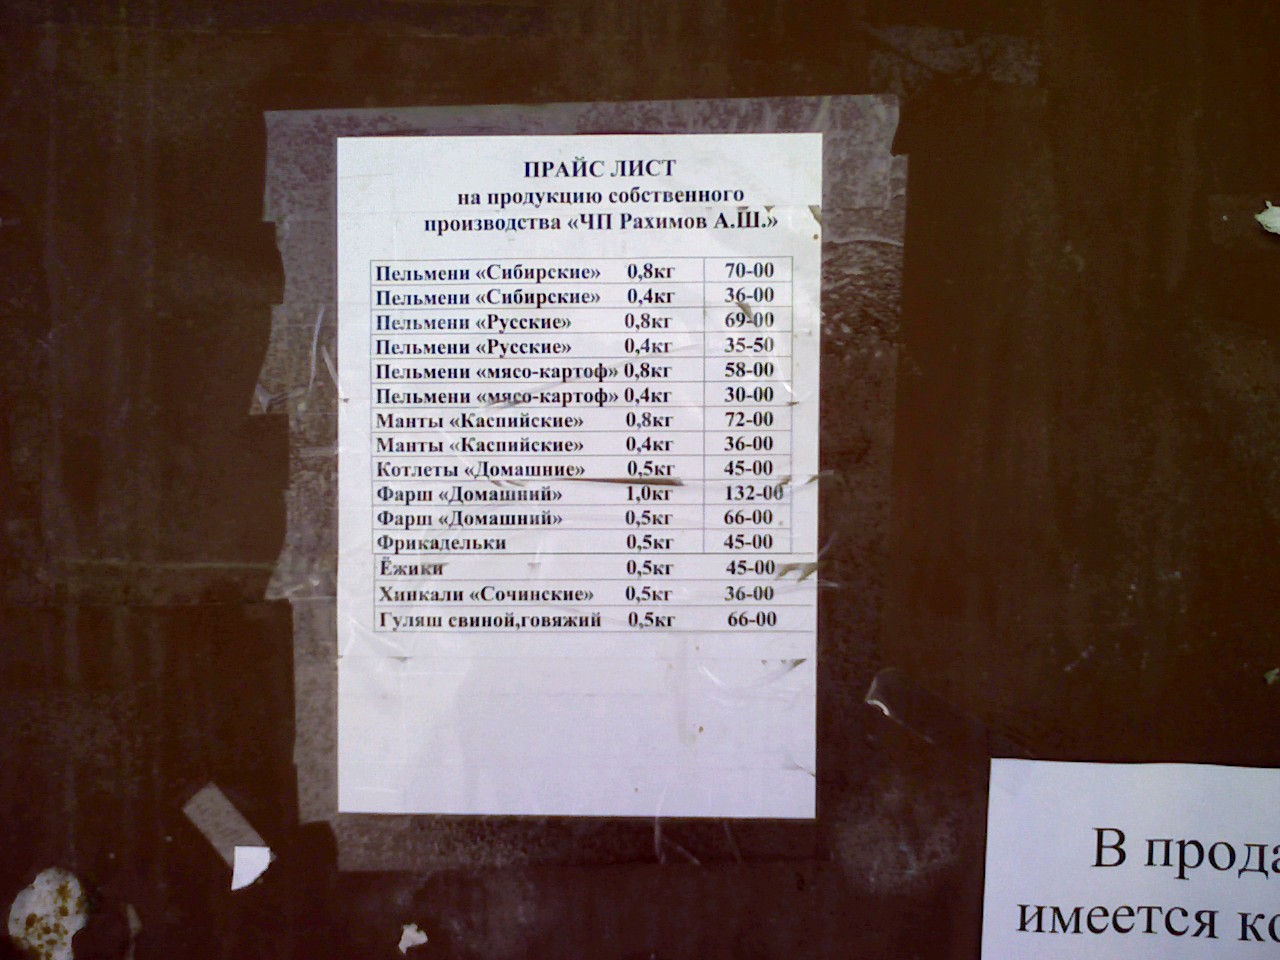 ПРАЙС ЛИСТ
на продукцию собственного
производства «ЧП Рахимов А.Ш.»
Пельмени «Сибирские» 0,8кг 70-00
Пельмени «Сибирские» 0,4кг 36-00
Пельмени «Русские» 0,8кг 69-00
Пельмени «Русские» 0,4кг 35-50
Пельмени «мясо-картоф» 0,8кг 58-00
Пельмени «мясо-картоф» 0,4кг 30-00
Манты «Каспийские» 0,8кг 72-00
Манты «Каспийские» 0,4кг 36-00
Котлеты «Домашние» 0,5кг 45-00
Фарш «Домашний» 1,0кг 132-00
Фарш «Домашний» 0,5кг 66-00
Фрикадельки 0,5кг 45-00
Ёжики 0,5кг 45-00
Хинкали «Сочинские» 0,5кг 36-00
Гуляш свиной,говяжий 0,5кг 66-00
В
имеется